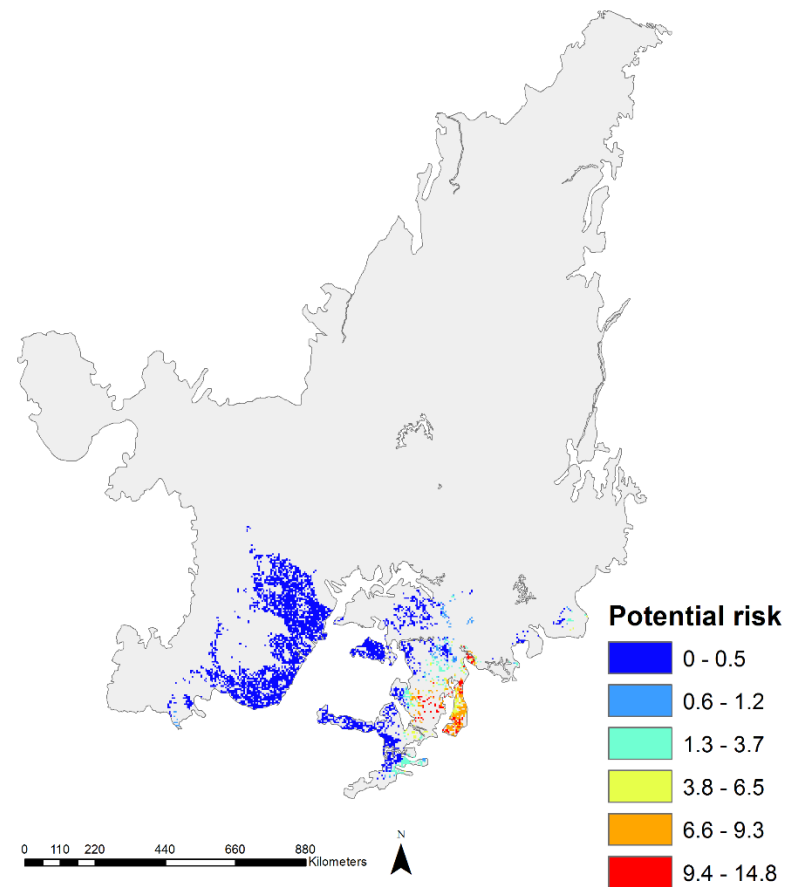 Potential risk
0 - 0.5
0.6 - 1.2
1.3 - 3.7
3.8 - 6.5
6.6 - 9.3
9.4 - 14.8
N
0 110 220 440 660 880
Kilometers